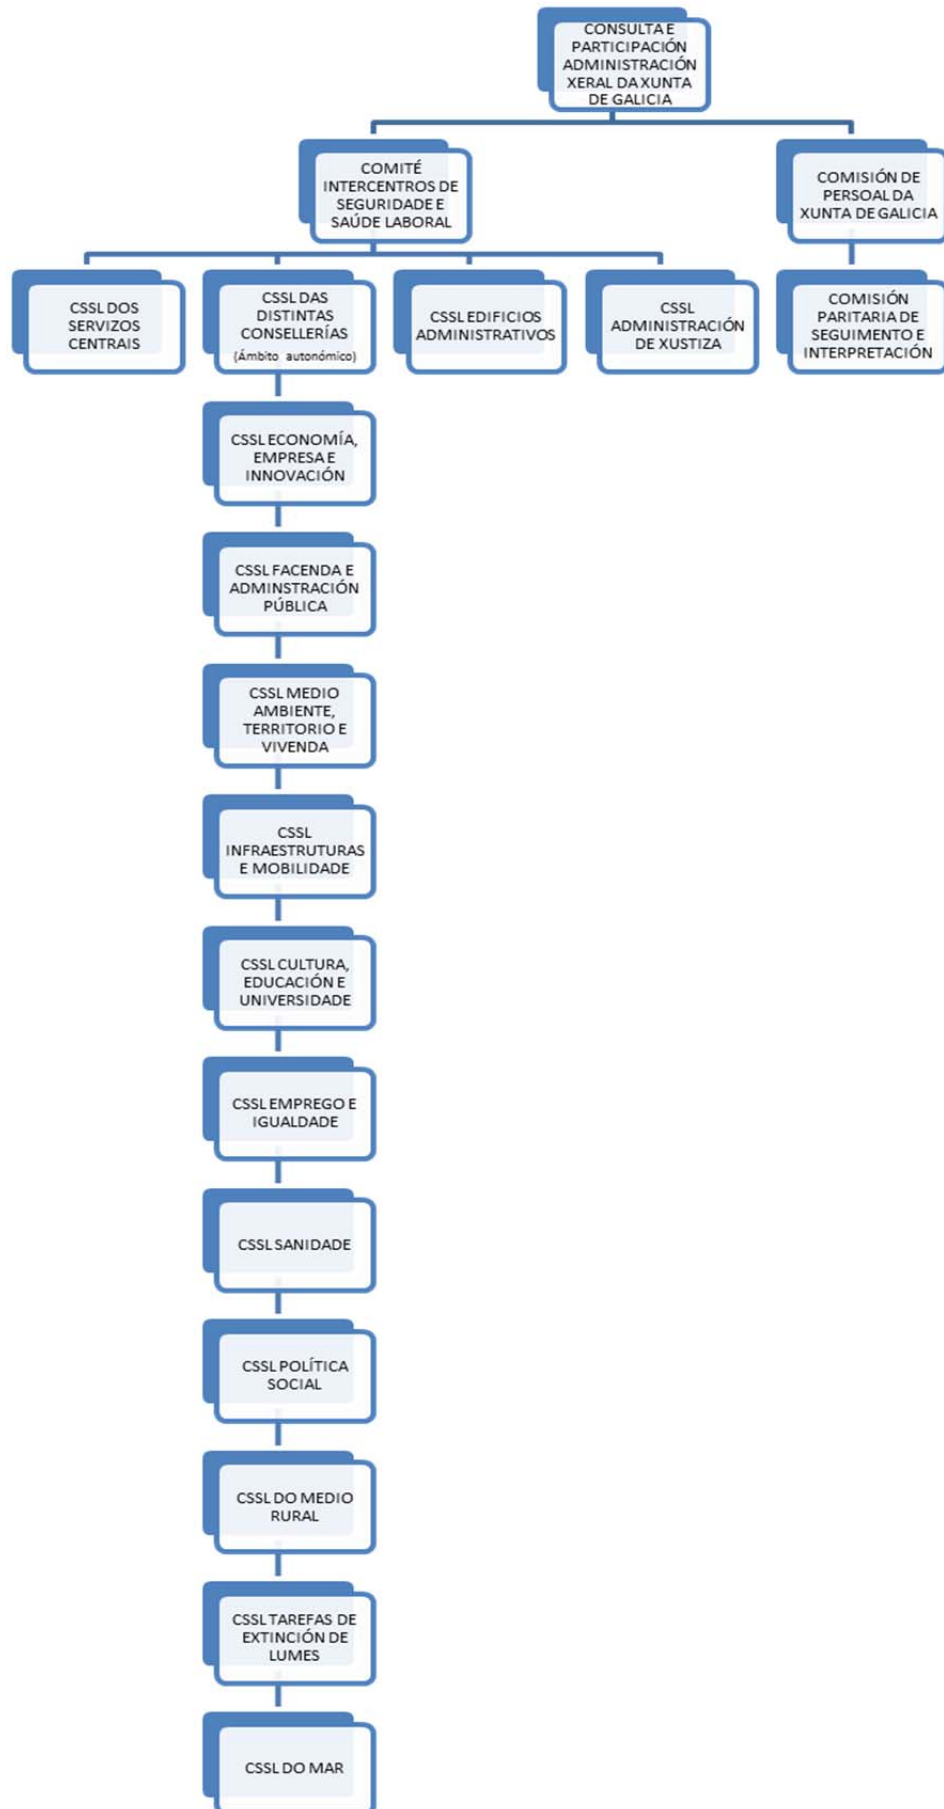 CONSULTA E
PARTICIPACIÓN
ADMINISTRACIÓN
XERAL DA XUNTA
DE GALICIA
COMITÉ
INTERCENTROS DE
SEGURIDADE E
SAÚDE LABORAL
COMISIÓN DE
PERSOAL DA
XUNTA DE GALICIA
CSSL DOS
SERVIZOS
CENTRAIS
CSSL DAS
DISTINTAS
CONSELLERÍAS
(Ámbito autonómico)
CSSL EDIFICIOS
ADMINISTRATIVOS
CSSL
ADMINISTRACIÓN
DE XUSTIZA
COMISIÓN
PARITARIA DE
SEGUIMENTO E
INTERPRETACIÓN
CSSL ECONOMÍA,
EMPRESA E
INNOVACIÓN
CSSL FACENDA E
ADMINSTRACIÓN
PÚBLICA
CSSL MEDIO
AMBIENTE,
TERRITORIO E
VIVENDA
CSSL
INFRAESTRUTURAS
E MOBILIDADE
CSSL CULTURA,
EDUCACIÓN E
UNIVERSIDADE
CSSL EMPREGO E
IGUALDADE
CSSL SANIDADE
CSSL POLÍTICA
SOCIAL
CSSL DO MEDIO
RURAL
CSSL TAREFAS DE
EXTINCIÓN DE
LUMES
CSSL DO MAR